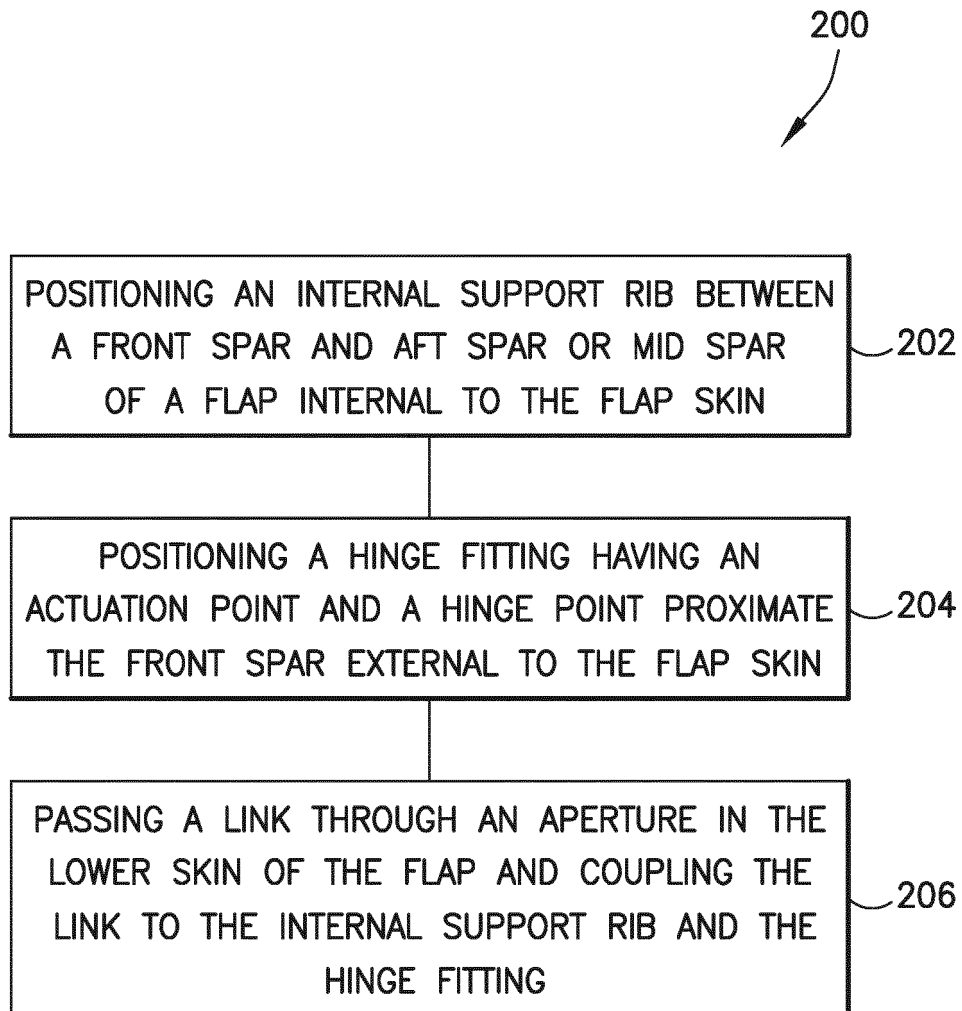 200
POSITIONING AN INTERNAL SUPPORT RIB BETWEEN
A FRONT SPAR AND AFT SPAR OR MID SPAR
OF A FLAP INTERNAL TO THE FLAP SKIN
202
POSITIONING A HINGE FITTING HAVING AN
ACTUATION POINT AND A HINGE POINT PROXIMATE
THE FRONT SPAR EXTERNAL TO THE FLAP SKIN
204
PASSING A LINK THROUGH AN APERTURE IN THE
LOWER SKIN OF THE FLAP AND COUPLING THE
LINK TO THE INTERNAL SUPPORT RIB AND THE
HINGE FITTING
206